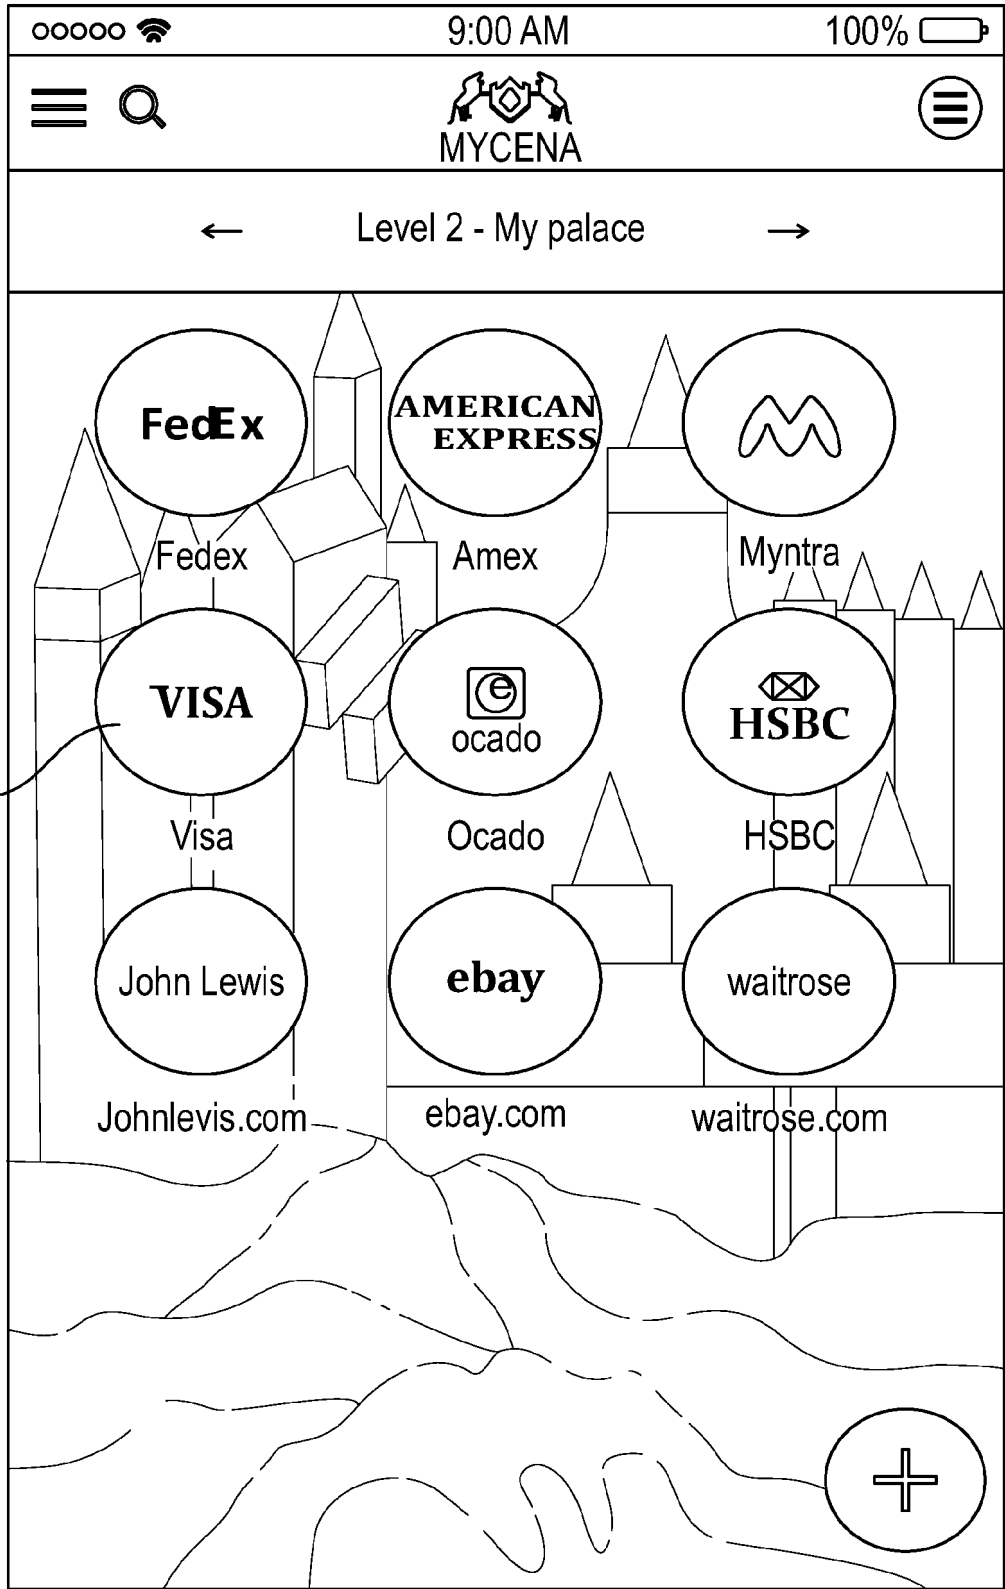 9:00 AM 100%
MYCENA
Level 2 - My palace
FedEx
AMERICAN
EXPRESS
Fedex Amex Myntra
VISA
ocado
HSBC
Visa Ocado HSBC
John Lewis ebay waitrose
Johnlevis.com ebay.com waitrose.com